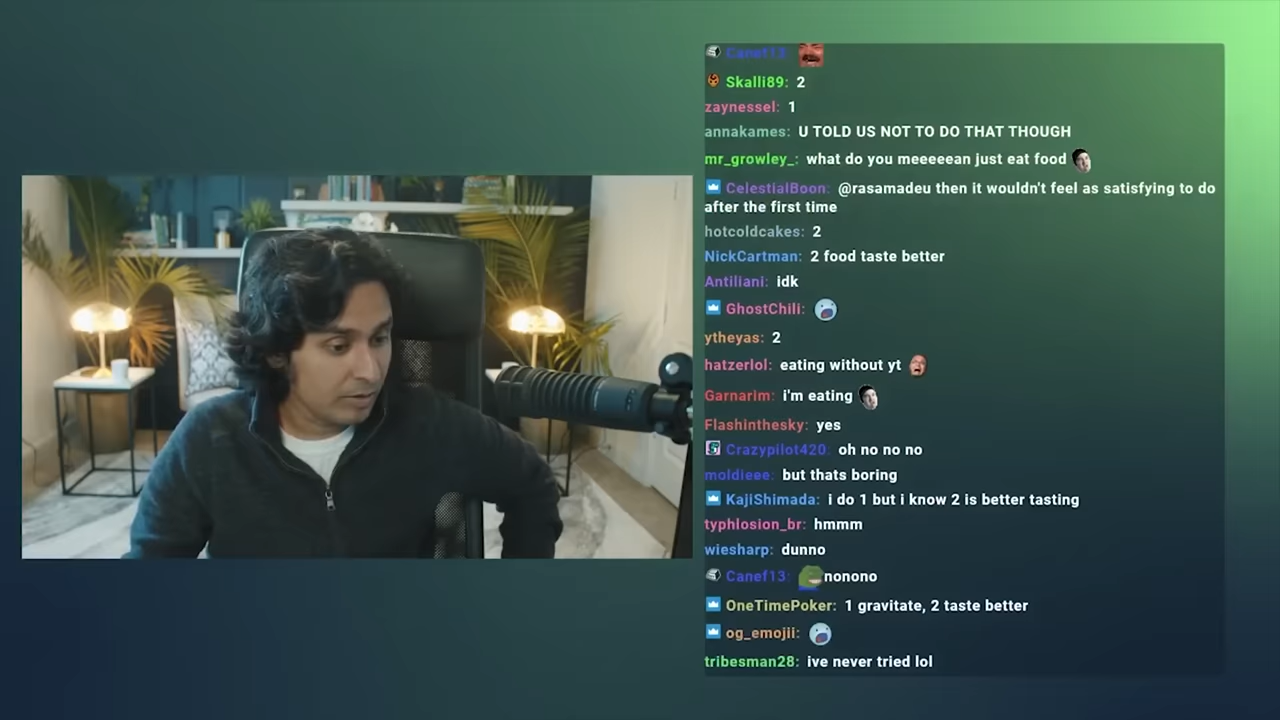 Canef13:
Skalli89: 2
zaynessel: 1
annakames: U TOLD US NOT TO DO THAT THOUGH
mr_growley_: what do you meeeeean just eat food
CelestialBoon: @rasamadeu then it wouldn't feel as satisfying to do
after the first time
hotcoldcakes: 2
NickCartman: 2 food taste better
Antiliani: idk
GhostChili:
ytheyas: 2
hatzerlol: eating without yt
Garnarim: i'm eating
Flashinthesky: yes
Crazypilot420: oh no no no
moldieee: but thats boring
KajiShimada: i do 1 but i know 2 is better tasting
typhlosion_br: hmmm
wiesharp: dunno
Canef13: nonono
OneTimePoker: 1 gravitate, 2 taste better
og_emojii:
tribesman28: ive never tried lol